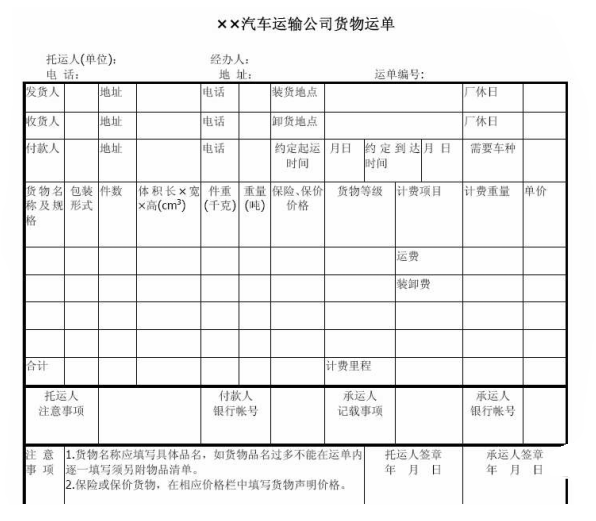 ××汽车运输公司货物运单
托运人(单位): 经办人:
电 话: 地 址: 运单编号:
发货人 地址 电话 装货地点 厂休日
收货人 地址 电话 卸货地点 厂休日
付款人 地址 电话 约定起运 月日 约 定 到 达 月 日 需要车种
时间 时间
货 物 名 包装 件数 体 积 长×宽 件重 重量 保险、保价 货物等级 计费项目 计费重量 单价
称 及 规 形式 ×高(cm³) (千克) (吨) 价格
格
运费
装卸费
合计 计费里程
托运人 付款人 承运人 承运人
注意事项 银行帐号 记载事项 银行帐号
注 意 1.货物名称应填写具体品名，如货物品名过多不能在运单内 托运人签章 承运人签章
事 项 逐一填写须另附物品清单。 年 月 日 年 月 日
2.保险或保价货物，在相应价格栏中填写货物声明价格。